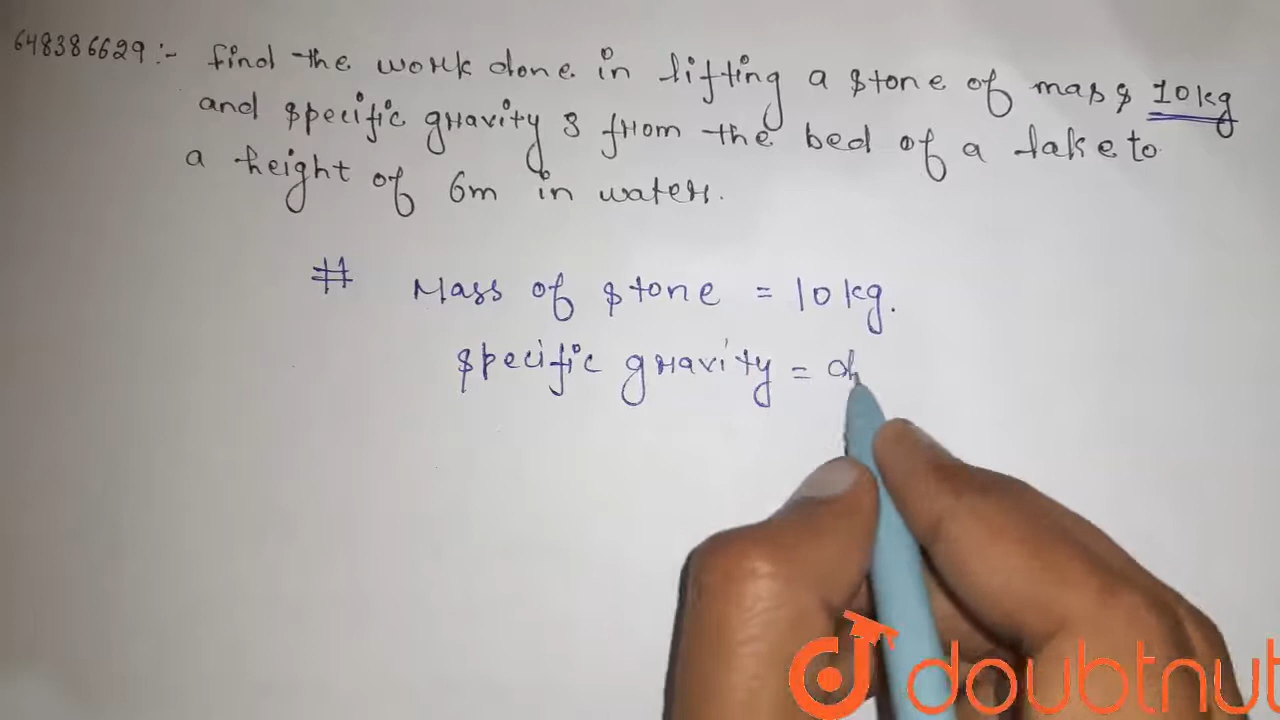 648386629:- find the work done in lifting a stone of mass 10kg
and specific gravity 3 from the bed of a lake to
a height of 6m in water.
# Mass of stone = 10kg.
specific gravity =
doubtnut